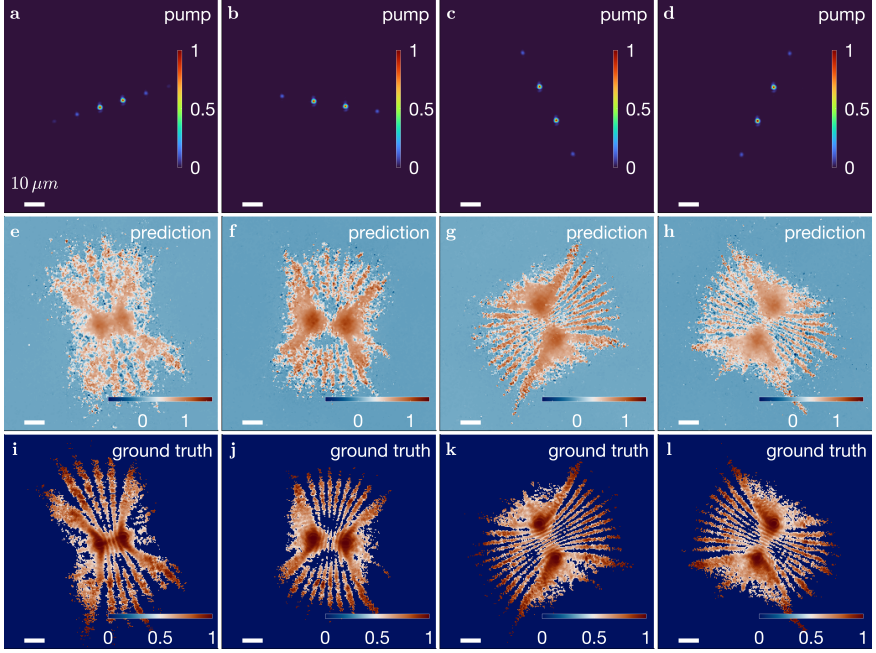 a pump
1
0.5
0
10 μm
b pump
1
0.5
0
c pump
1
0.5
0
d pump
1
0.5
0
e prediction
0 1
f prediction
0 1
g prediction
0 1
h prediction
0 1
i ground truth
0 0.5 1
j ground truth
0 0.5 1
k ground truth
0 0.5 1
l ground truth
0 0.5 1